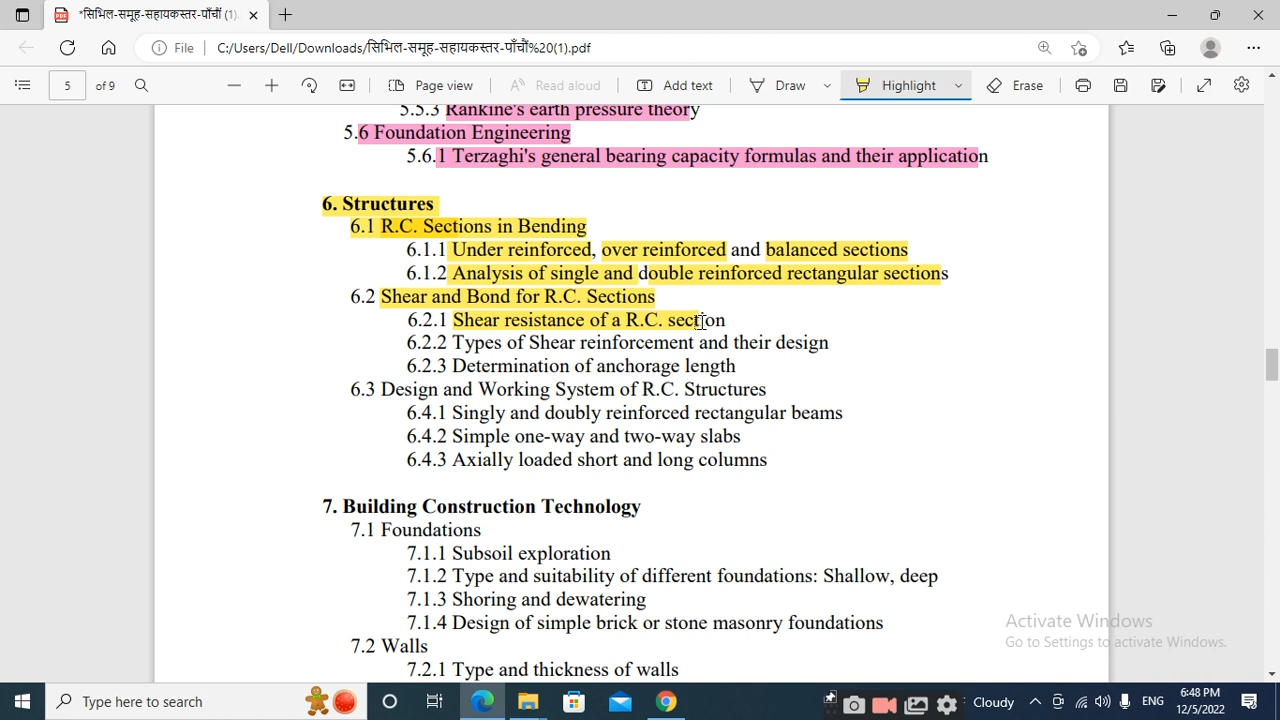 *सिभिल-समूह-सहायकस्तर-पाँचौं (1).
File
C:/Users/Dell/Downloads/सिभिल-समूह-सहायकस्तर-पाँचौं%20(1).pdf
5 of 9
Page view
Read aloud
Add text
Draw
Highlight
Erase
5.5.3 Rankine's earth pressure theory
5.6 Foundation Engineering
5.6.1 Terzaghi's general bearing capacity formulas and their application
6. Structures
6.1 R.C. Sections in Bending
6.1.1 Under reinforced, over reinforced and balanced sections
6.1.2 Analysis of single and double reinforced rectangular sections
6.2 Shear and Bond for R.C. Sections
6.2.1 Shear resistance of a R.C. section
6.2.2 Types of Shear reinforcement and their design
6.2.3 Determination of anchorage length
6.3 Design and Working System of R.C. Structures
6.4.1 Singly and doubly reinforced rectangular beams
6.4.2 Simple one-way and two-way slabs
6.4.3 Axially loaded short and long columns
7. Building Construction Technology
7.1 Foundations
7.1.1 Subsoil exploration
7.1.2 Type and suitability of different foundations: Shallow, deep
7.1.3 Shoring and dewatering
7.1.4 Design of simple brick or stone masonry foundations
7.2 Walls
7.2.1 Type and thickness of walls
Activate Windows
Go to Settings to activate Windows.
Type here to search
Cloudy
ENG
6:48 PM
12/5/2022